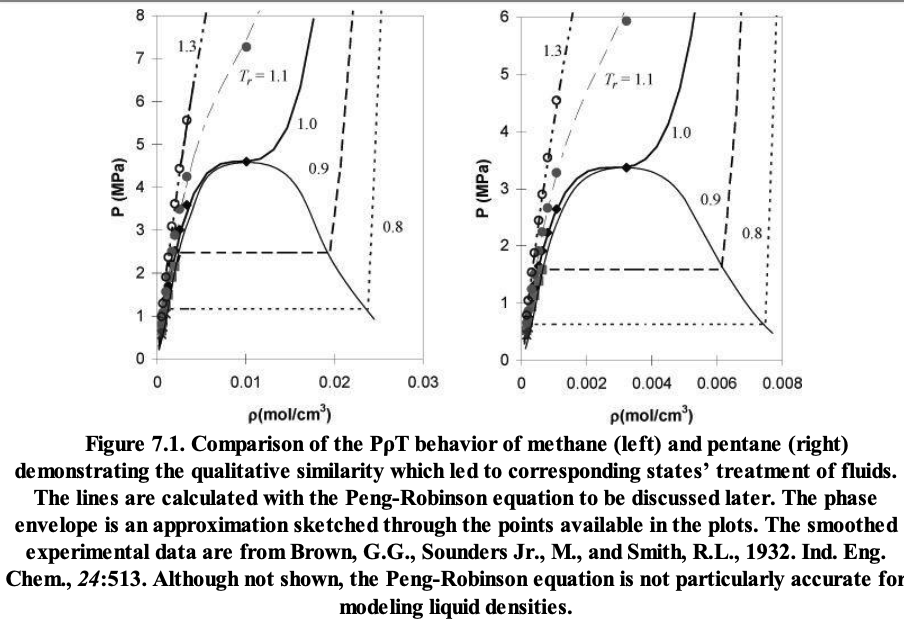 8
7
6
5
4
3
2
1
0
P (MPa)
1.3
Tr = 1.1
1.0
0.9
0.8
0 0.01 0.02 0.03
ρ(mol/cm3)
6
5
4
3
2
1
0
P (MPa)
1.3
Tr = 1.1
1.0
0.9
0.8
0 0.002 0.004 0.006 0.008
ρ(mol/cm3)
Figure 7.1. Comparison of the PρT behavior of methane (left) and pentane (right)
demonstrating the qualitative similarity which led to corresponding states’ treatment of fluids.
The lines are calculated with the Peng-Robinson equation to be discussed later. The phase
envelope is an approximation sketched through the points available in the plots. The smoothed
experimental data are from Brown, G.G., Sounders Jr., M., and Smith, R.L., 1932. Ind. Eng.
Chem., 24:513. Although not shown, the Peng-Robinson equation is not particularly accurate for
modeling liquid densities.